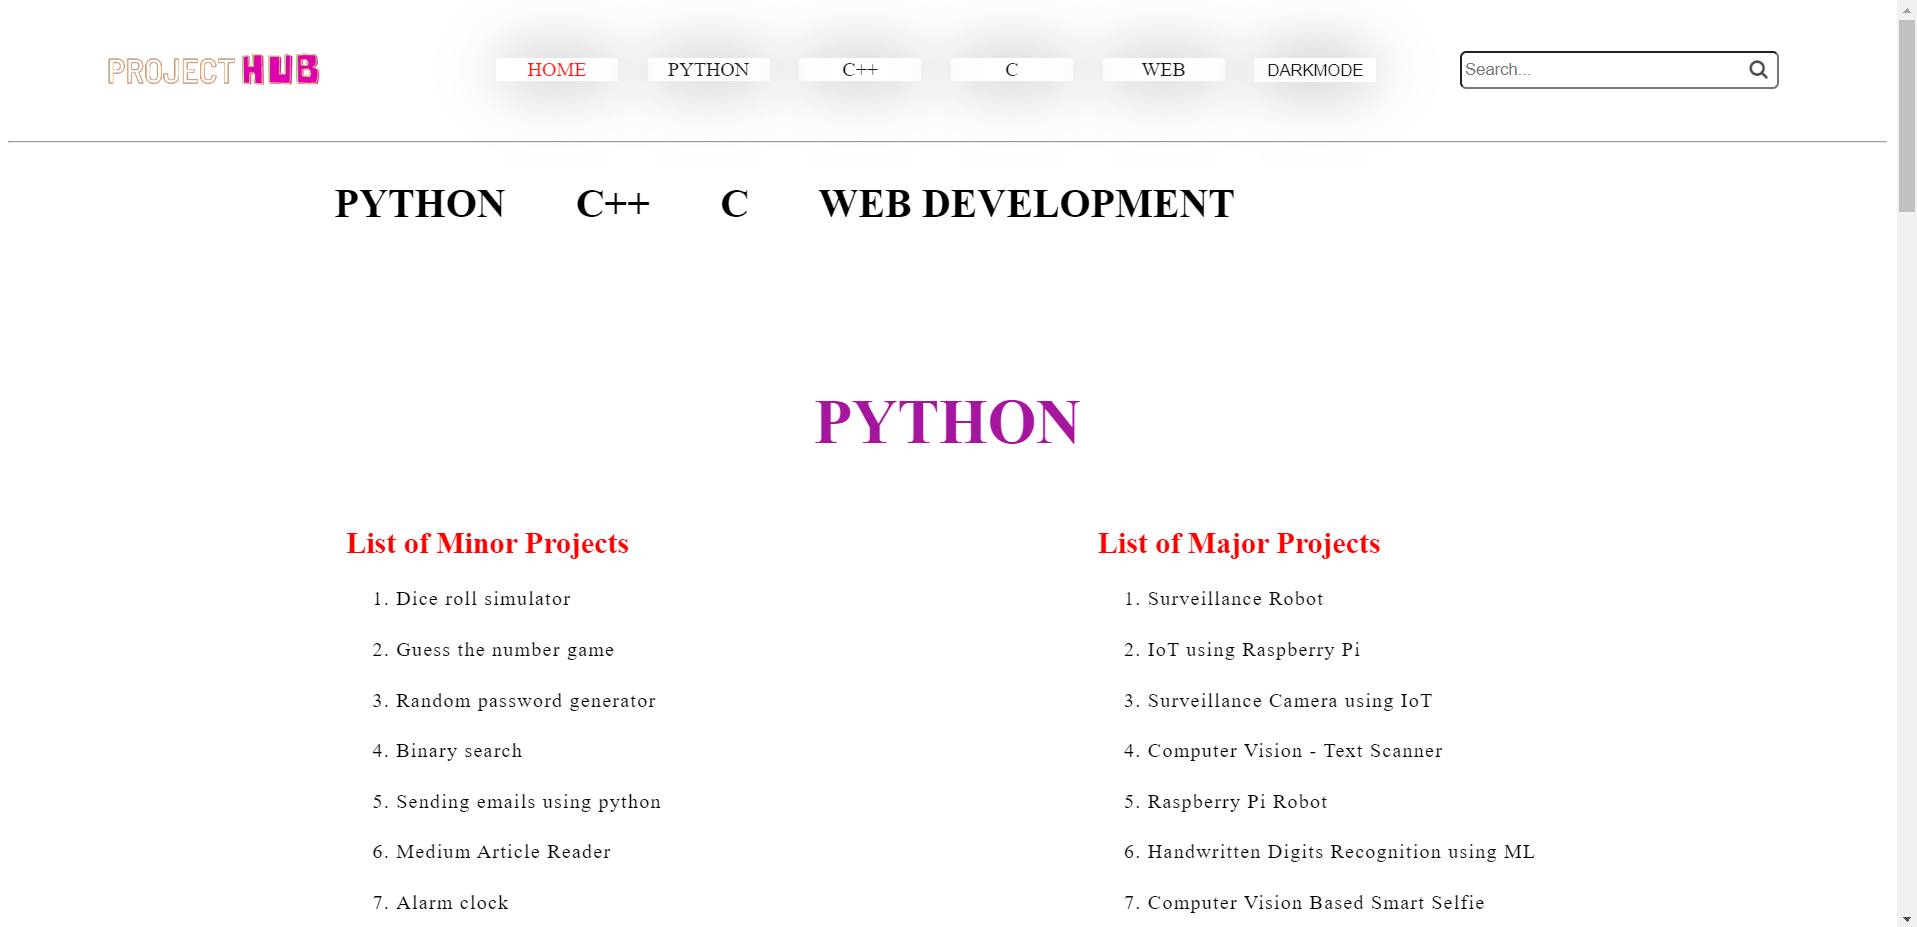 PROJECT HUB HOME PYTHON C++ C WEB DARKMODE Search...
PYTHON C++ C WEB DEVELOPMENT
PYTHON
List of Minor Projects
1. Dice roll simulator
2. Guess the number game
3. Random password generator
4. Binary search
5. Sending emails using python
6. Medium Article Reader
7. Alarm clock
List of Major Projects
1. Surveillance Robot
2. IoT using Raspberry Pi
3. Surveillance Camera using IoT
4. Computer Vision - Text Scanner
5. Raspberry Pi Robot
6. Handwritten Digits Recognition using ML
7. Computer Vision Based Smart Selfie